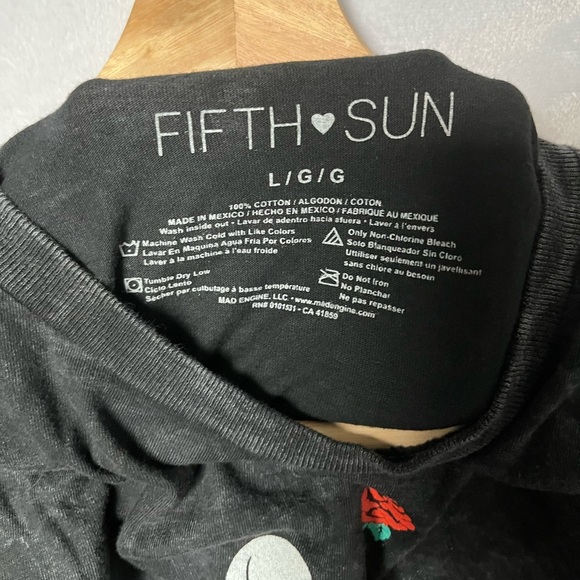 FIFTH ♥ SUN
L / G / G
100% COTTON / ALGODON / COTON
MADE IN MEXICO / HECHO EN MEXICO / FABRIQUE AU MEXIQUE
Wash inside out • Lavar de adentro hacia afuera • Laver à l'envers
Machine Wash Cold with Like Colors
Lavar En Maquina Agua Fria Por Colores
Laver à la machine à l'eau froide
Only Non-Chlorine Bleach
Solo Blanqueador Sin Cloro
Utiliser seulement un javellisant
sans chlore au besoin
Tumble Dry Low
Ciclo Lento
Sécher par culbutage à basse température
Do Not Iron
No Planchar
Ne pas repasser
MAD ENGINE, LLC • www.madengine.com
RN# 0101531 - CA 41859